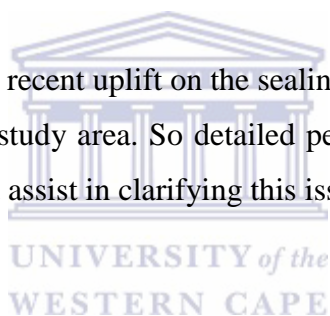 recent uplift on the sealin
study area. So detailed pe
assist in clarifying this iss
UNIVERSITY of the
WESTERN CAPE